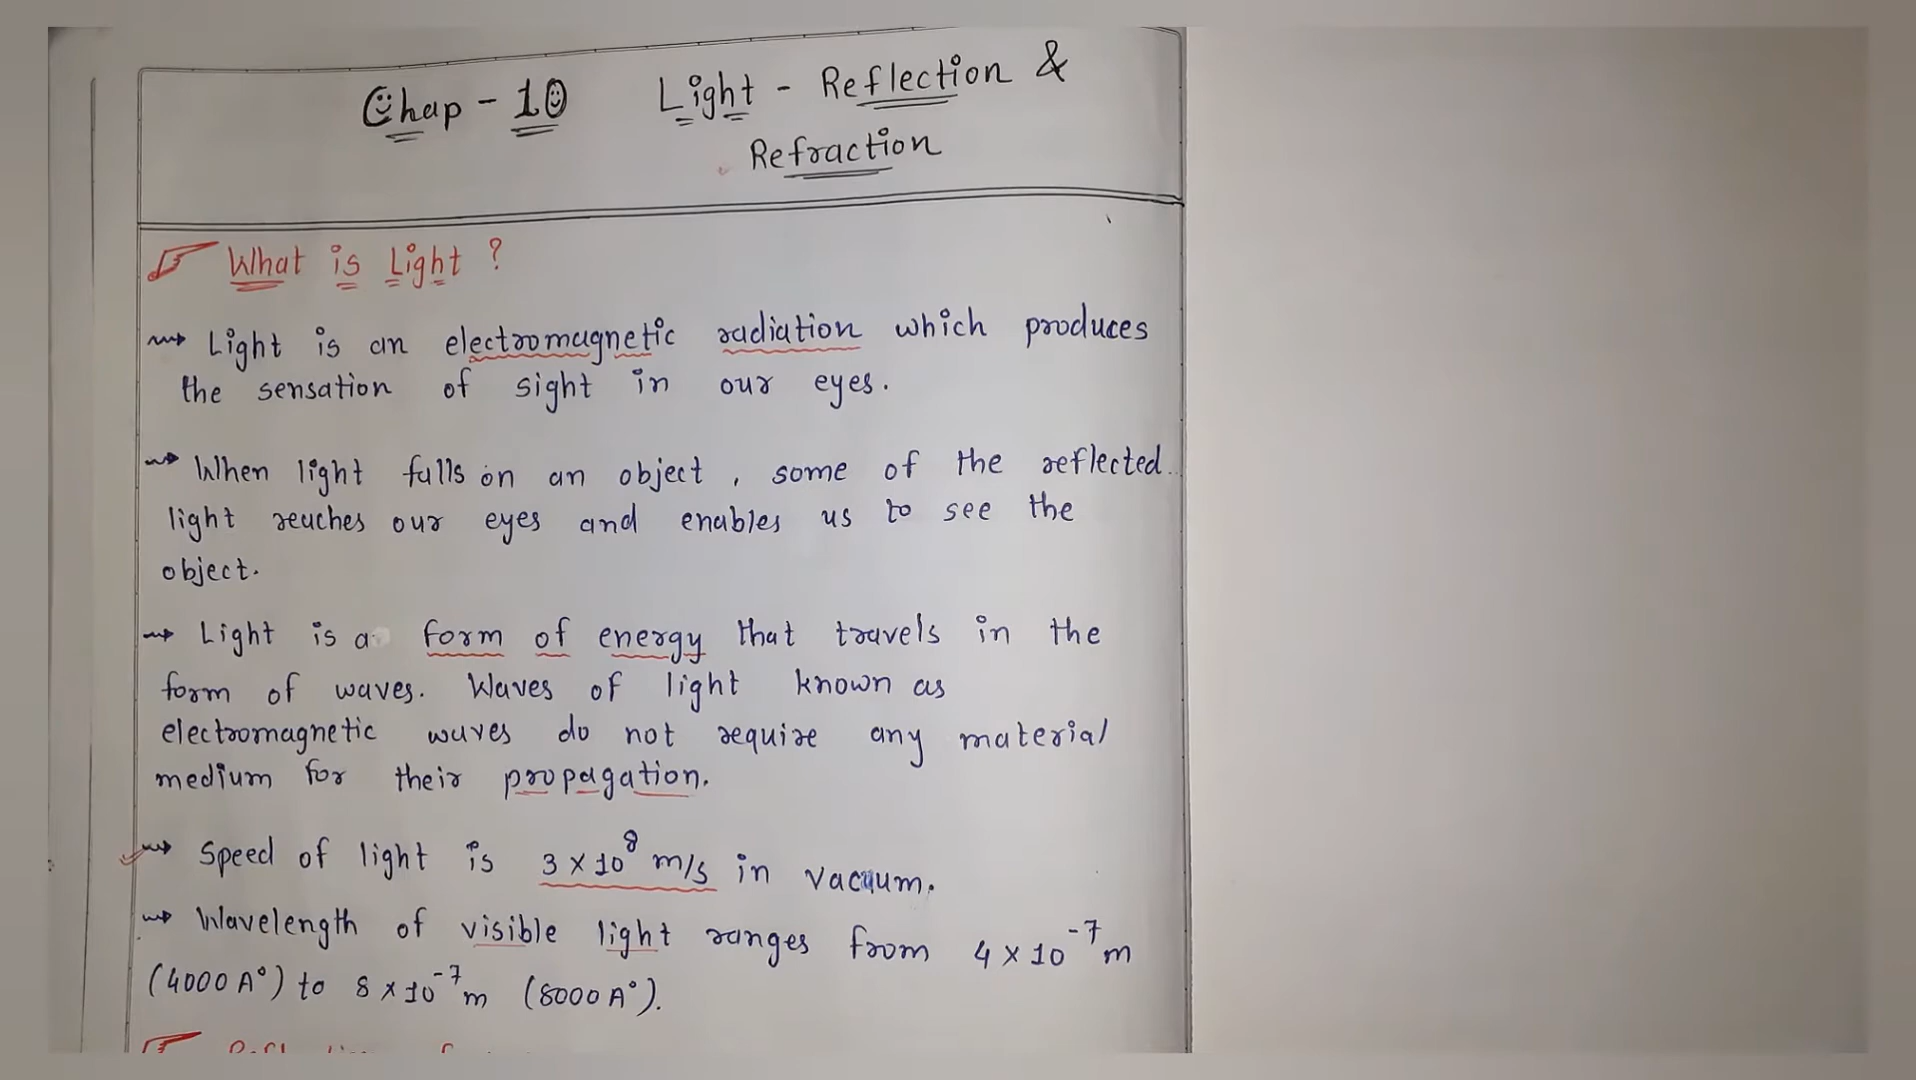 Chap - 10 Light - Reflection &
Refraction
What is Light ?
Light is an electromagnetic radiation which produces
the sensation of sight in our eyes.
When light falls on an object , some of the reflected
light reaches our eyes and enables us to see the
object.
Light is a form of energy that travels in the
form of waves. Waves of light known as
electromagnetic waves do not require any material
medium for their propagation.
Speed of light is 3 × 10⁸ m/s in vacuum.
Wavelength of visible light ranges from 4 × 10⁻⁷ m
(4000 A°) to 8 × 10⁻⁷ m (8000 A°).